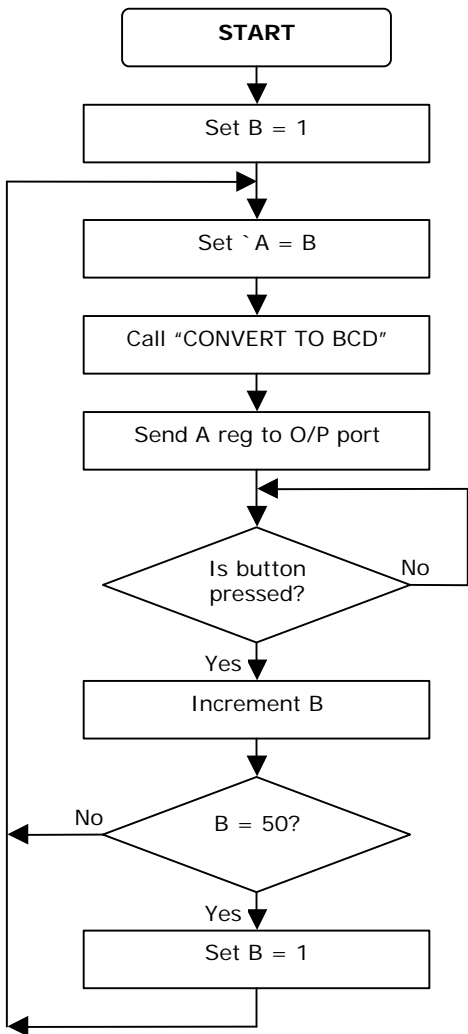 START
Set B = 1
Set `A = B
Call "CONVERT TO BCD"
Send A reg to O/P port
Is button
pressed?
No
Yes
Increment B
No
B = 50?
Yes
Set B = 1